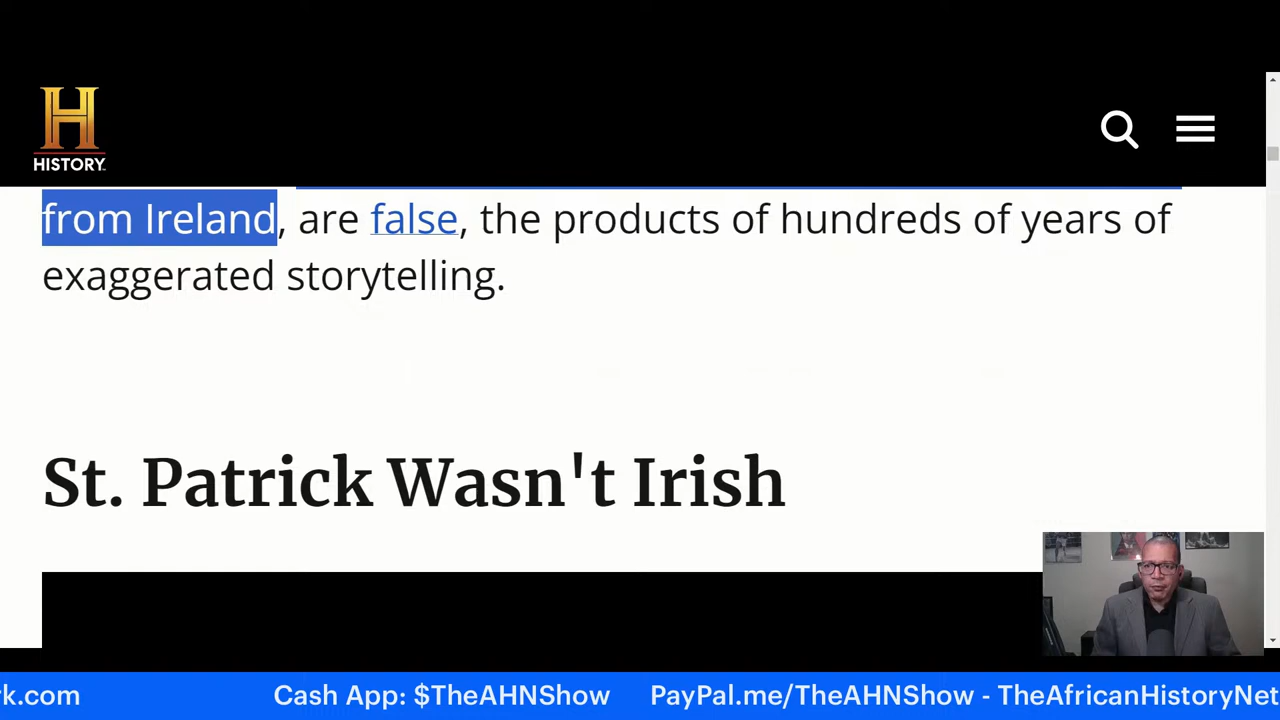 H
HISTORY
from Ireland, are false, the products of hundreds of years of
exaggerated storytelling.
St. Patrick Wasn't Irish
rk.com Cash App: $TheAHNShow PayPal.me/TheAHNShow - TheAfricanHistoryNet